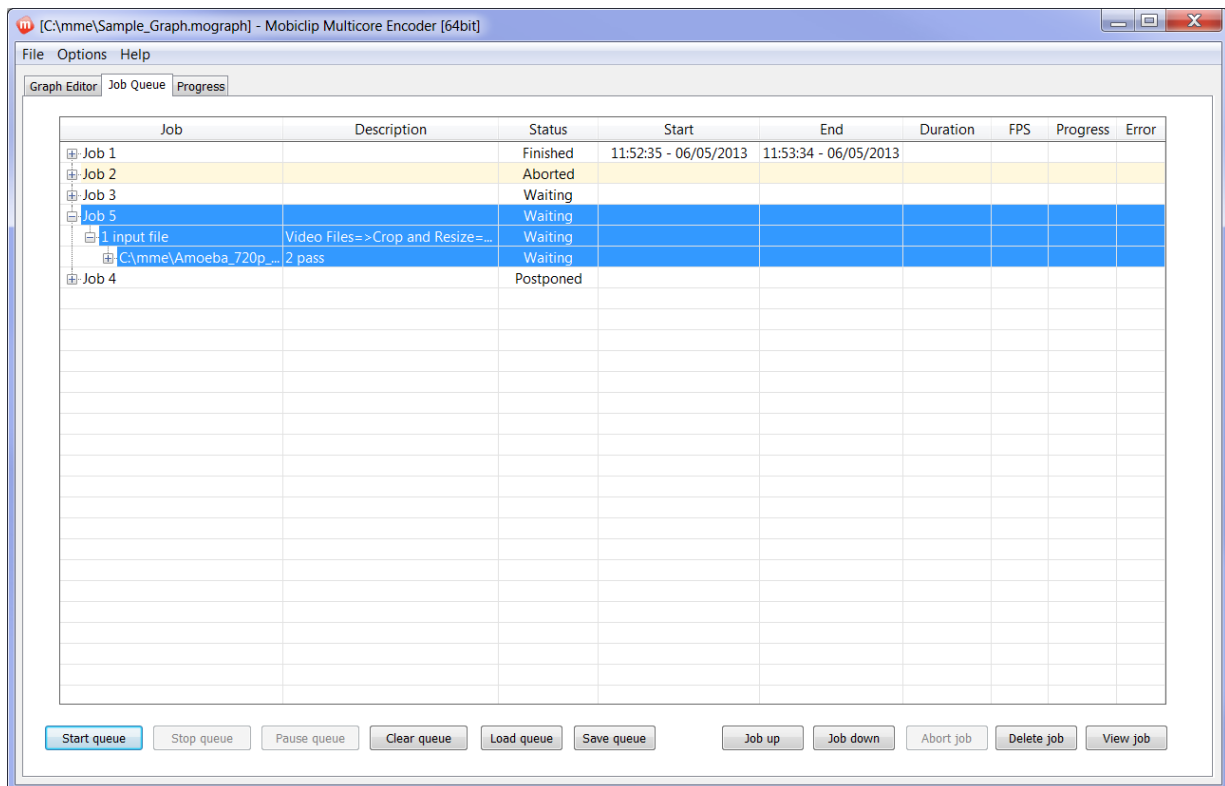 [C:\mme\Sample_Graph.mograph] - Mobiclip Multicore Encoder [64bit]
File Options Help
Graph Editor Job Queue Progress
Job Description Status Start End Duration FPS Progress Error
Job 1 Finished 11:52:35 - 06/05/2013 11:53:34 - 06/05/2013
Job 2 Aborted
Job 3 Waiting
Job 5 Waiting
1 input file Video Files=>Crop and Resize=... Waiting
C:\mme\Amoeba_720p_... 2 pass Waiting
Job 4 Postponed
Start queue Stop queue Pause queue Clear queue Load queue Save queue Job up Job down Abort job Delete job View job